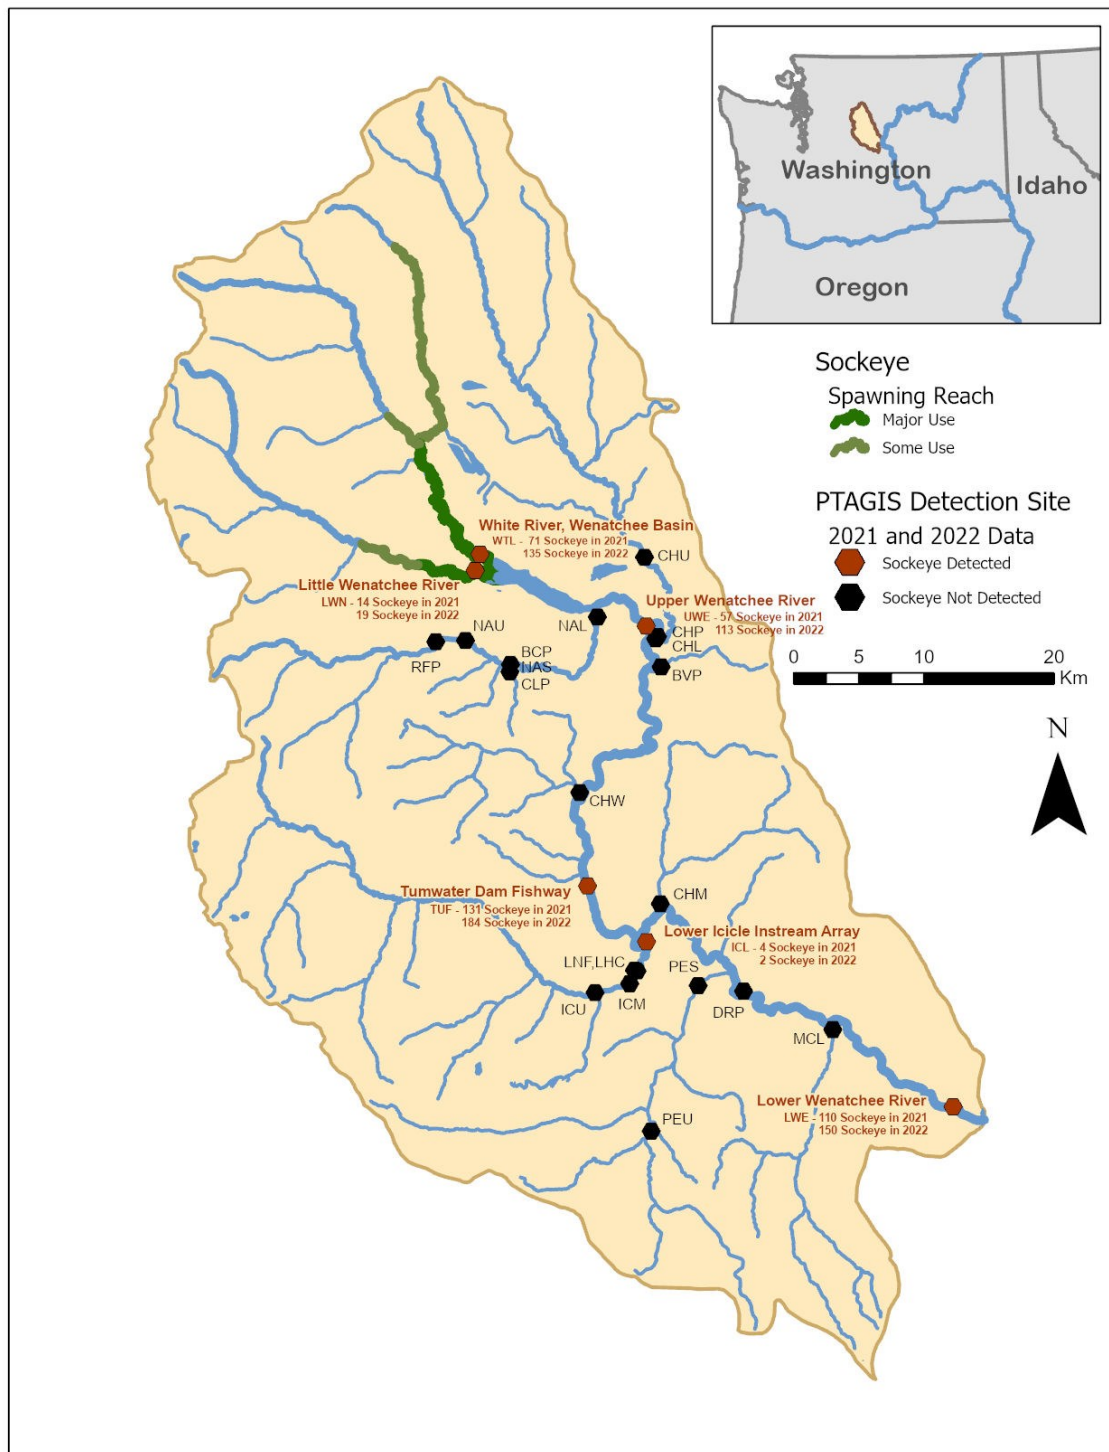 Washington
Idaho
Oregon
Sockeye
Spawning Reach
Major Use
Some Use
PTAGIS Detection Site
2021 and 2022 Data
Sockeye Detected
Sockeye Not Detected
0 5 10 20
Km
N
White River, Wenatchee Basin
WTL - 71 Sockeye in 2021
135 Sockeye in 2022
CHU
Little Wenatchee River
LWN - 14 Sockeye in 2021
19 Sockeye in 2022
Upper Wenatchee River
UWE - 57 Sockeye in 2021
113 Sockeye in 2022
NAL
CHP
CHL
NAU
RFP
BCP
NAS
CLP
BVP
CHW
Tumwater Dam Fishway
TUF - 131 Sockeye in 2021
184 Sockeye in 2022
CHM
Lower Icicle Instream Array
ICL - 4 Sockeye in 2021
2 Sockeye in 2022
LNF,LHC
PES
ICU
ICM
DRP
MCL
Lower Wenatchee River
LWE - 110 Sockeye in 2021
150 Sockeye in 2022
PEU